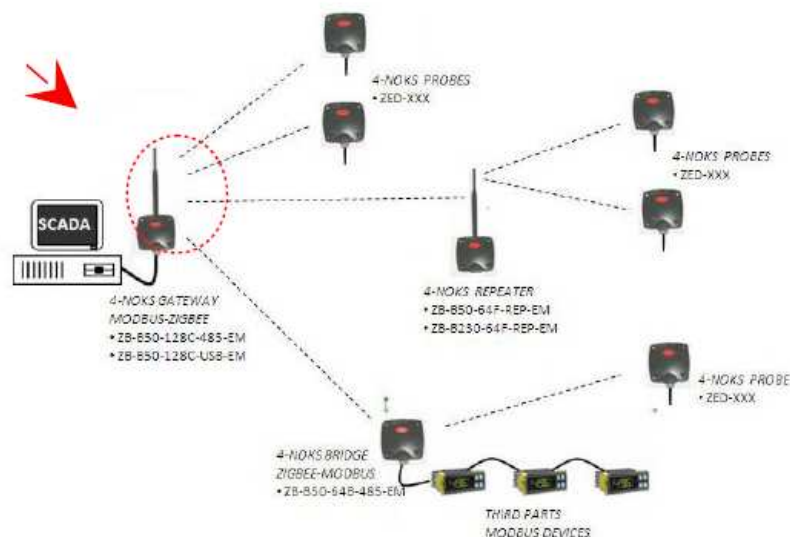 4-NOKS PROBES
• ZED-XXX
4-NOKS PROBES
• ZED-XXX
SCADA
4-NOKS GATEWAY
MODBUS-ZIGBEE
• ZB-B50-128C-485-EM
• ZB-B50-128C-USB-EM
4-NOKS REPEATER
• ZB-B50-64F-REP-EM
• ZB-B230-64F-REP-EM
4-NOKS PROBE
• ZED-XXX
4-NOKS BRIDGE
ZIGBEE-MODBUS
• ZB-B50-64B-485-EM
THIRD PARTS
MODBUS DEVICES